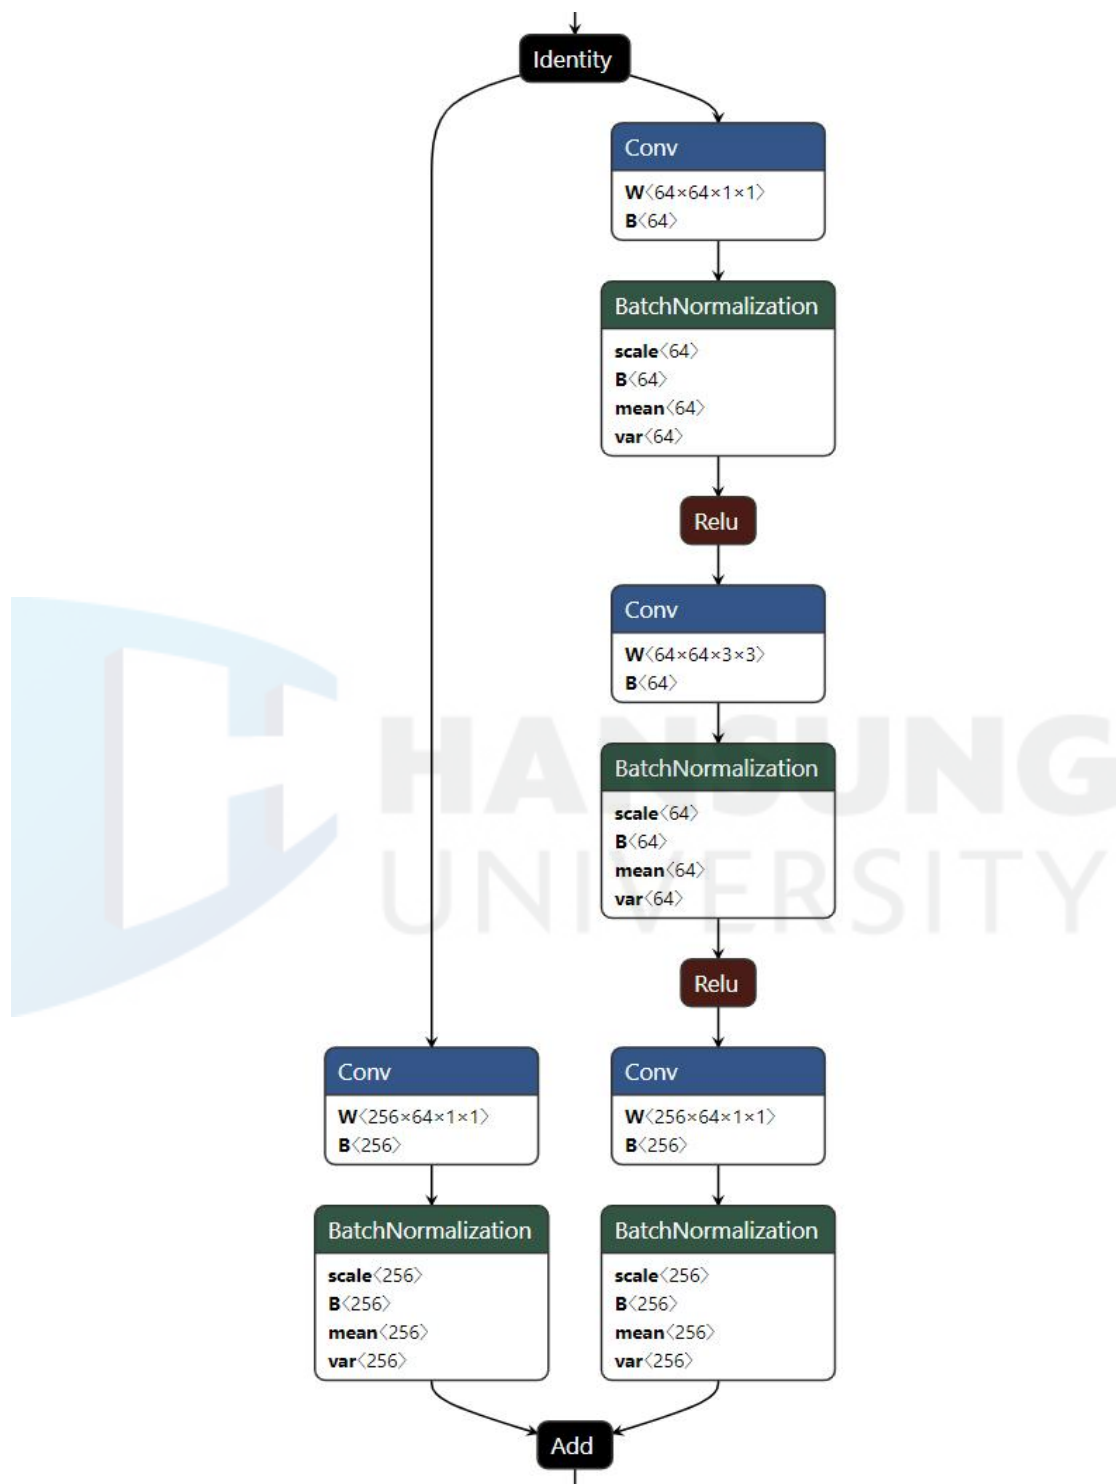 Identity
Conv
W〈64×64×1×1〉
B〈64〉
BatchNormalization
scale〈64〉
B〈64〉
mean〈64〉
var〈64〉
Relu
Conv
W〈64×64×3×3〉
B〈64〉
BatchNormalization
scale〈64〉
B〈64〉
mean〈64〉
var〈64〉
Relu
Conv
W〈256×64×1×1〉
B〈256〉
BatchNormalization
scale〈256〉
B〈256〉
mean〈256〉
var〈256〉
Conv
W〈256×64×1×1〉
B〈256〉
BatchNormalization
scale〈256〉
B〈256〉
mean〈256〉
var〈256〉
Add
HANSUNG
UNIVERSITY